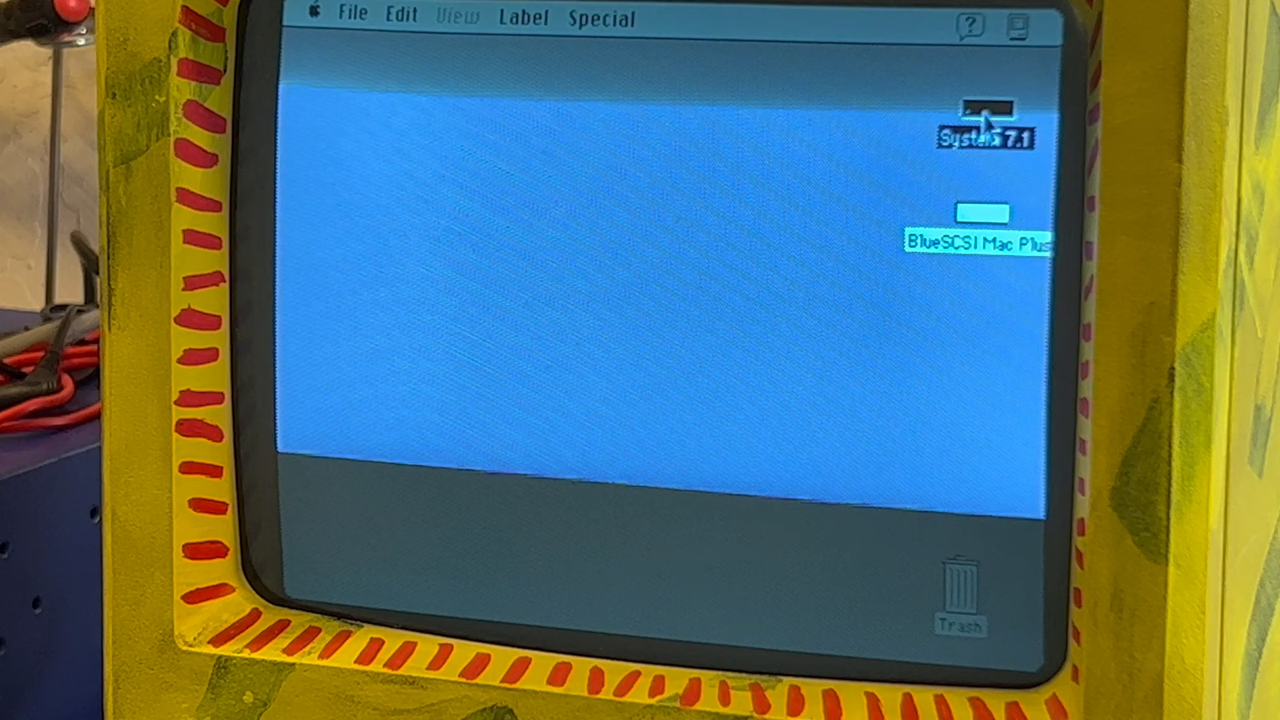 File Edit View Label Special
?
System 7.1
BlueSCSI Mac Plus
Trash